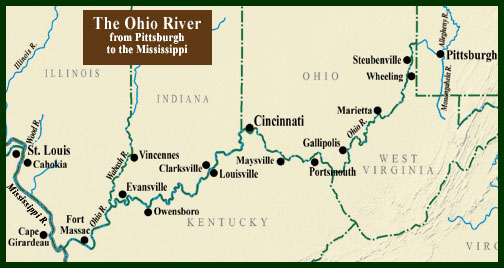 The Ohio River
from Pittsburgh
to the Mississippi
Illinois R.
ILLINOIS
INDIANA
OHIO
Steubenville
Allegheny R.
Pittsburgh
Wheeling
Monongahela R.
Marietta
Ohio R.
Cincinnati
Gallipolis
Wood R.
St. Louis
Cahokia
Wabash R.
Vincennes
Clarksville
Louisville
Maysville
Portsmouth
WEST
VIRGINIA
Mississippi R.
Evansville
Owensboro
KENTUCKY
Fort
Massac
Ohio R.
Cape
Girardeau
VIRG